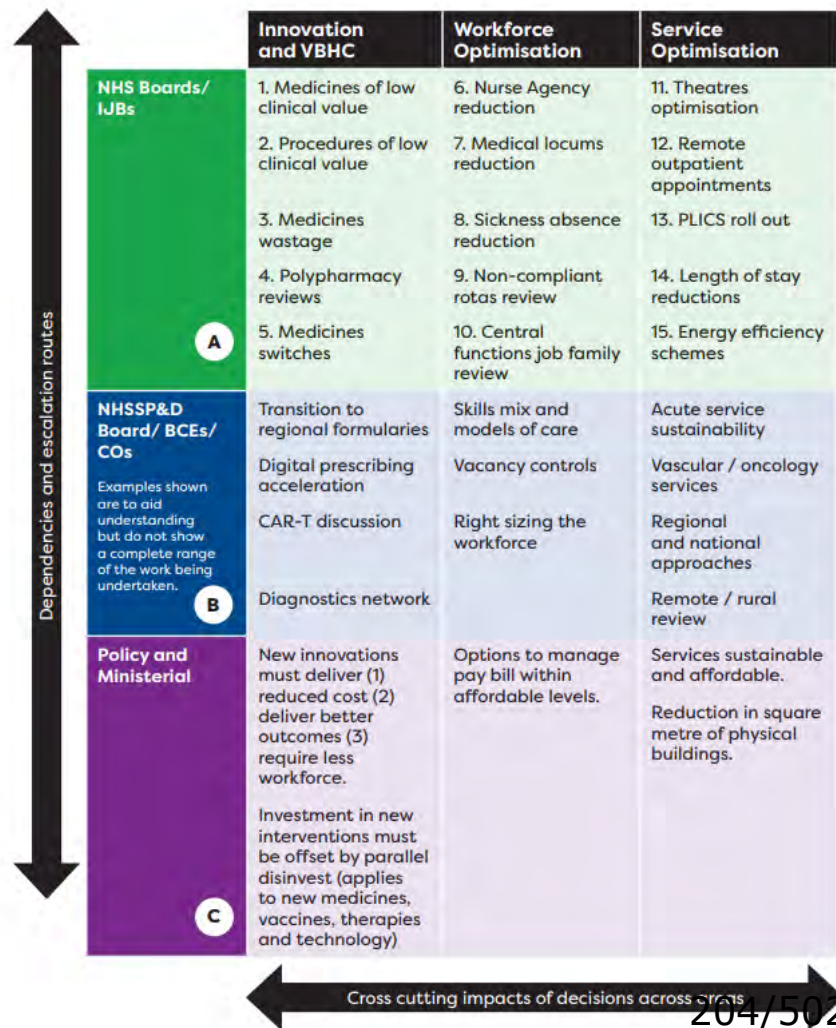 Innovation
and VBHC
Workforce
Optimisation
Service
Optimisation
NHS Boards/
IJBs
A
1. Medicines of low
clinical value
2. Procedures of low
clinical value
3. Medicines
wastage
4. Polypharmacy
reviews
5. Medicines
switches
6. Nurse Agency
reduction
7. Medical locums
reduction
8. Sickness absence
reduction
9. Non-compliant
rotas review
10. Central
functions job family
review
11. Theatres
optimisation
12. Remote
outpatient
appointments
13. PLICS roll out
14. Length of stay
reductions
15. Energy efficiency
schemes
NHSSP&D
Board/ BCEs/
COs
Examples shown
are to aid
understanding
but do not show
a complete range
of the work being
undertaken.
B
Transition to
regional formularies
Digital prescribing
acceleration
CAR-T discussion
Diagnostics network
Skills mix and
models of care
Vacancy controls
Right sizing the
workforce
Acute service
sustainability
Vascular / oncology
services
Regional
and national
approaches
Remote / rural
review
Policy and
Ministerial
C
New innovations
must deliver (1)
reduced cost (2)
deliver better
outcomes (3)
require less
workforce.
Investment in new
interventions must
be offset by parallel
disinvest (applies
to new medicines,
vaccines, therapies
and technology)
Options to manage
pay bill within
affordable levels.
Services sustainable
and affordable.
Reduction in square
metre of physical
buildings.
Dependencies and escalation routes
Cross cutting impacts of decisions across areas
204/502